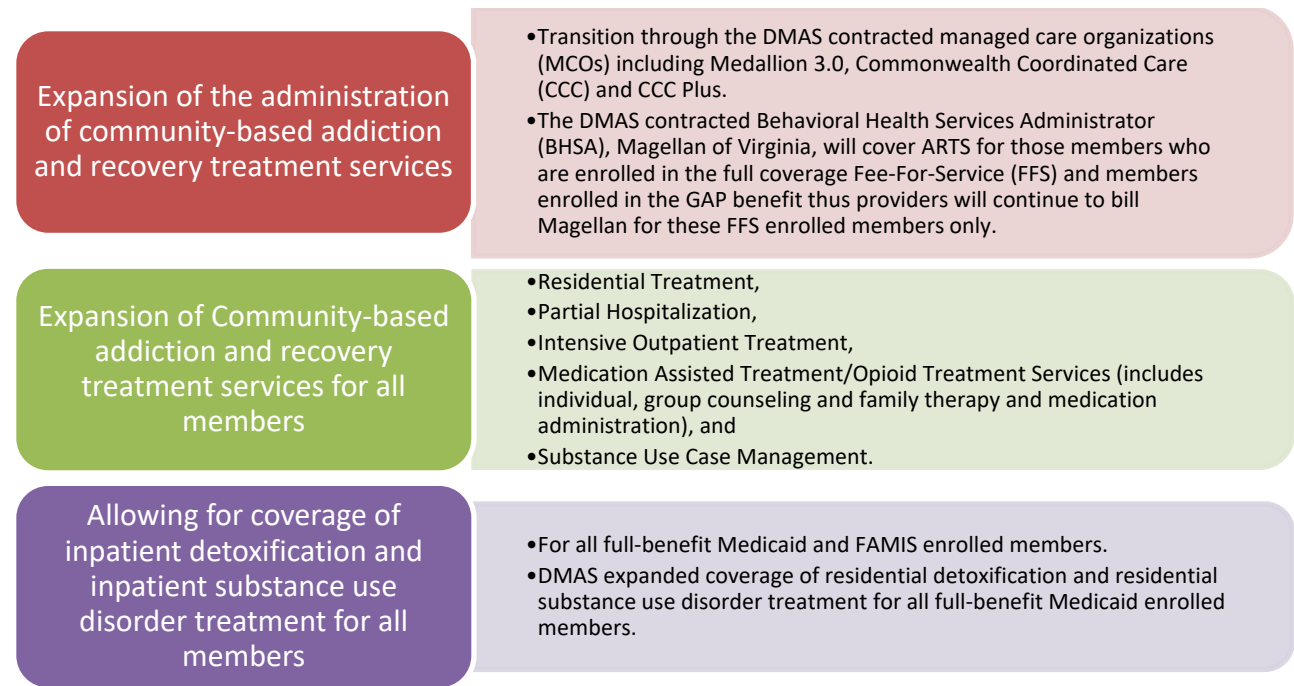 Expansion of the administration
of community-based addiction
and recovery treatment services
•Transition through the DMAS contracted managed care organizations
(MCOs) including Medallion 3.0, Commonwealth Coordinated Care
(CCC) and CCC Plus.
•The DMAS contracted Behavioral Health Services Administrator
(BHSA), Magellan of Virginia, will cover ARTS for those members who
are enrolled in the full coverage Fee-For-Service (FFS) and members
enrolled in the GAP benefit thus providers will continue to bill
Magellan for these FFS enrolled members only.
Expansion of Community-based
addiction and recovery
treatment services for all
members
•Residential Treatment,
•Partial Hospitalization,
•Intensive Outpatient Treatment,
•Medication Assisted Treatment/Opioid Treatment Services (includes
individual, group counseling and family therapy and medication
administration), and
•Substance Use Case Management.
Allowing for coverage of
inpatient detoxification and
inpatient substance use
disorder treatment for all
members
•For all full-benefit Medicaid and FAMIS enrolled members.
•DMAS expanded coverage of residential detoxification and residential
substance use disorder treatment for all full-benefit Medicaid enrolled
members.